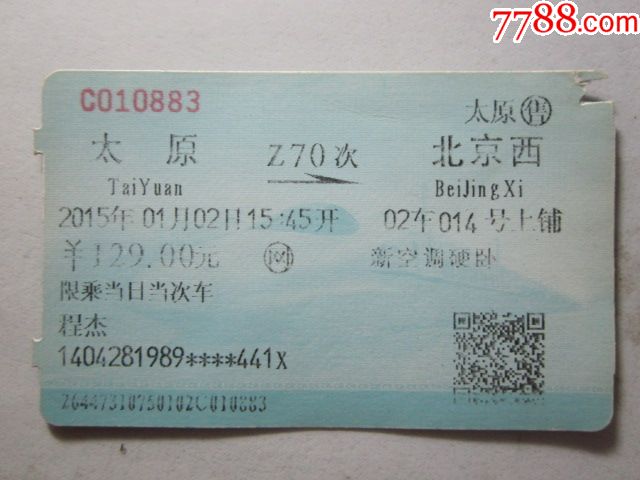 7788.com
C010883
太原售
太原 Z70次 北京西
TaiYuan BeiJingXi
2015年01月02日15:45开 02车014号上铺
￥129.00元 网 新空调硬卧
限乘当日当次车
程杰
1404281989****441X
26447310750102C010883